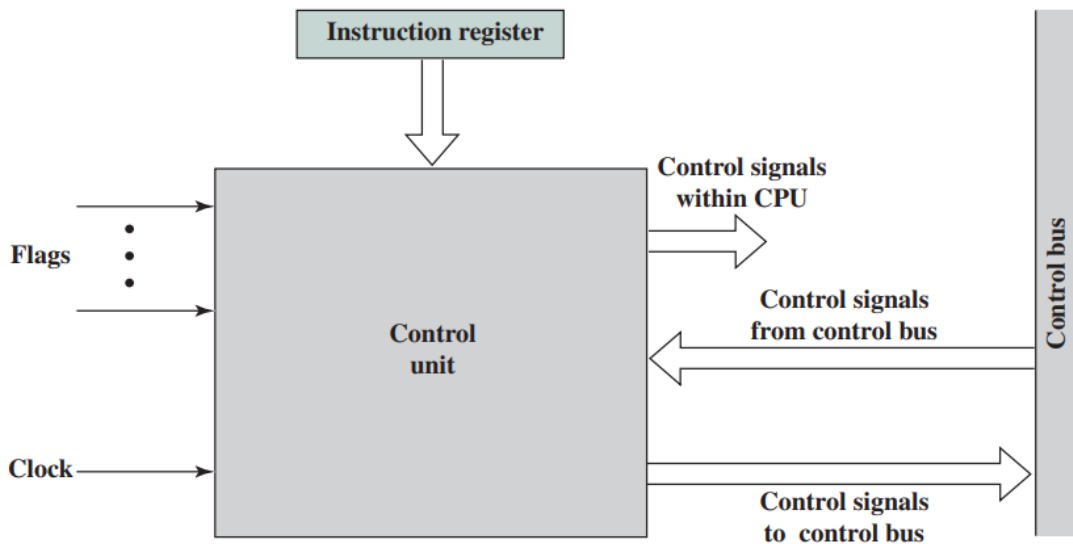 Instruction register
Control signals
within CPU
Flags
Control signals
from control bus
Control
unit
Control bus
Clock
Control signals
to control bus